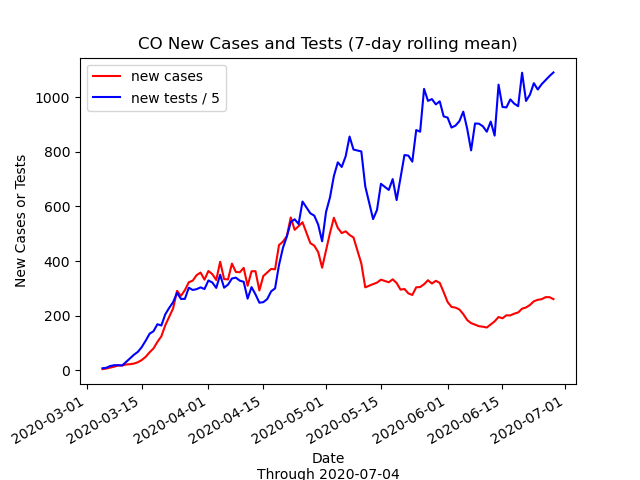 CO New Cases and Tests (7-day rolling mean)
new cases
new tests / 5
New Cases or Tests
1000
800
600
400
200
0
2020-03-01
2020-03-15
2020-04-01
2020-04-15
2020-05-01
2020-05-15
2020-06-01
2020-06-15
2020-07-01
Date
Through 2020-07-04